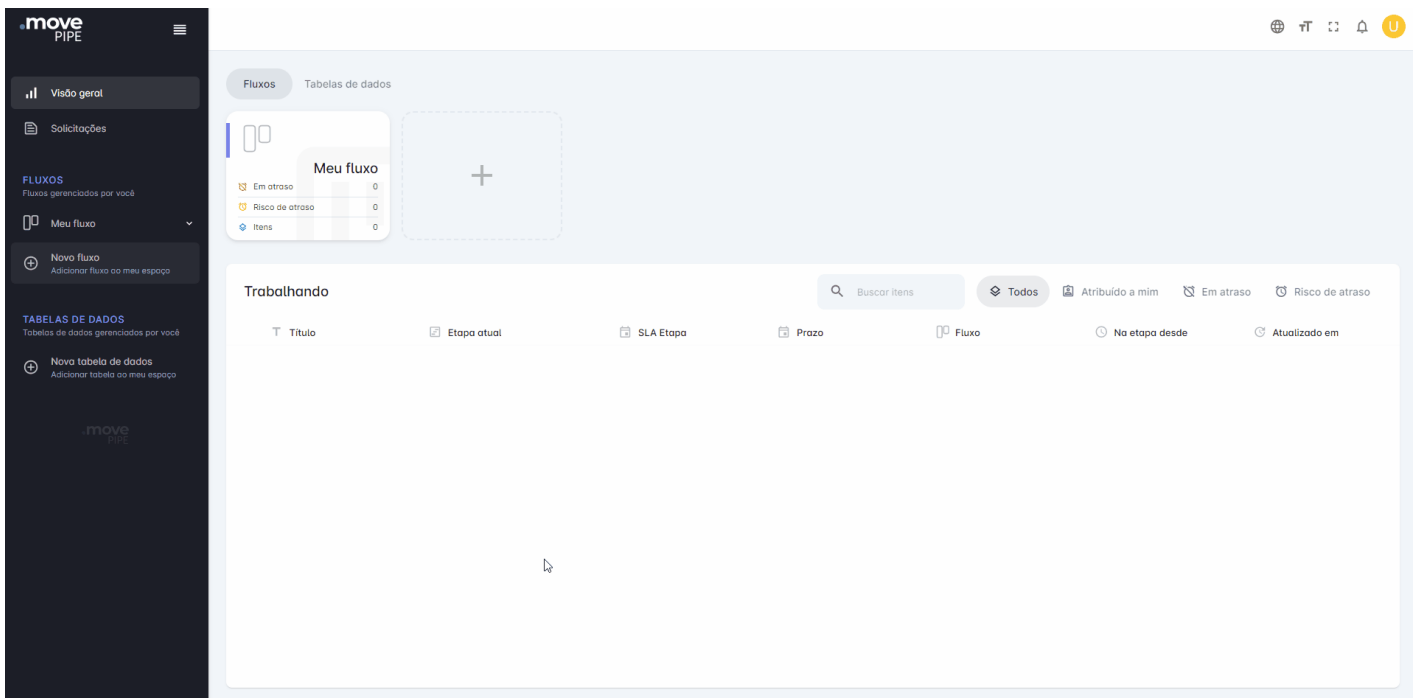 .move
PIPE
U
Visão geral
Solicitações
FLUXOS
Fluxos gerenciados por você
Meu fluxo
Novo fluxo
Adicionar fluxo ao meu espaço
TABELAS DE DADOS
Tabelas de dados gerenciados por você
Nova tabela de dados
Adicionar tabela ao meu espaço
.move
PIPE
Fluxos Tabelas de dados
Meu fluxo
Em atraso 0
Risco de atraso 0
Itens 0
Trabalhando Buscar itens Todos Atribuído a mim Em atraso Risco de atraso
Título Etapa atual SLA Etapa Prazo Fluxo Na etapa desde Atualizado em